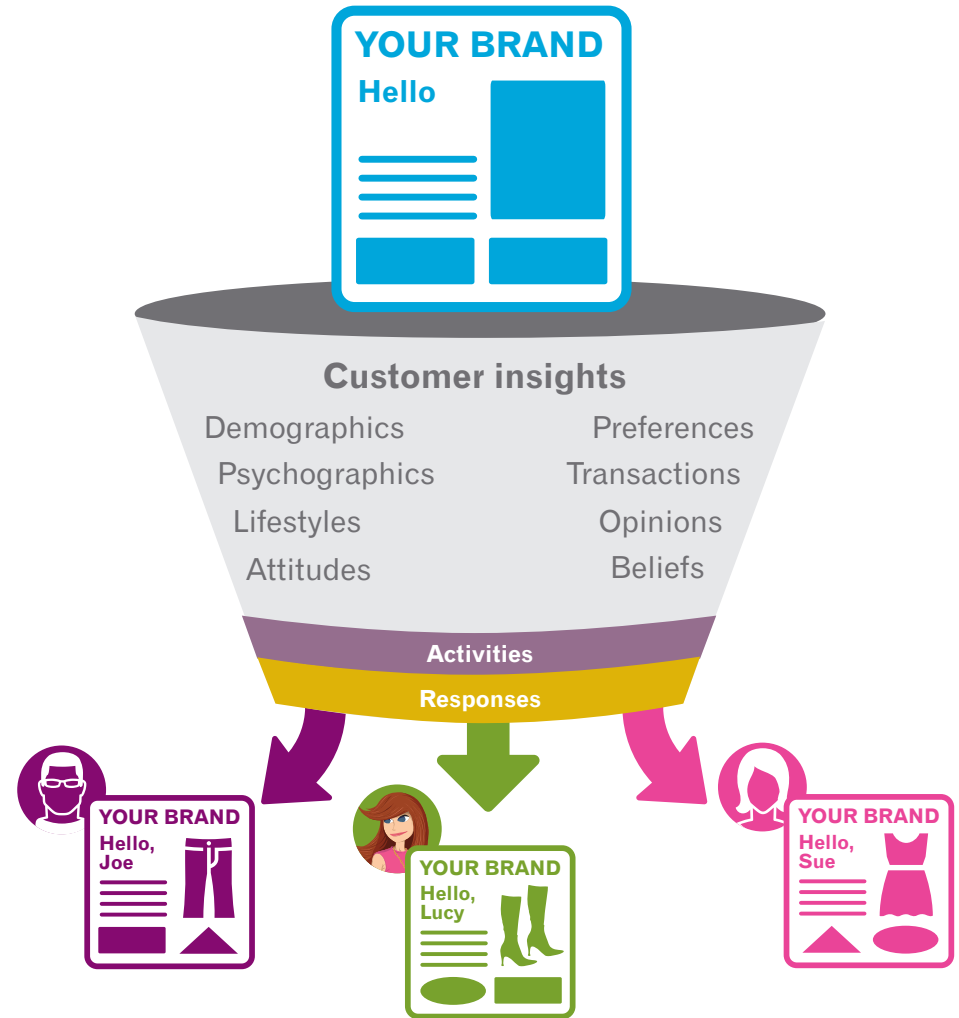 YOUR BRAND
Hello
Customer insights
Demographics
Psychographics
Lifestyles
Attitudes
Preferences
Transactions
Opinions
Beliefs
Activities
Responses
YOUR BRAND
Hello,
Joe
YOUR BRAND
Hello,
Lucy
YOUR BRAND
Hello,
Sue